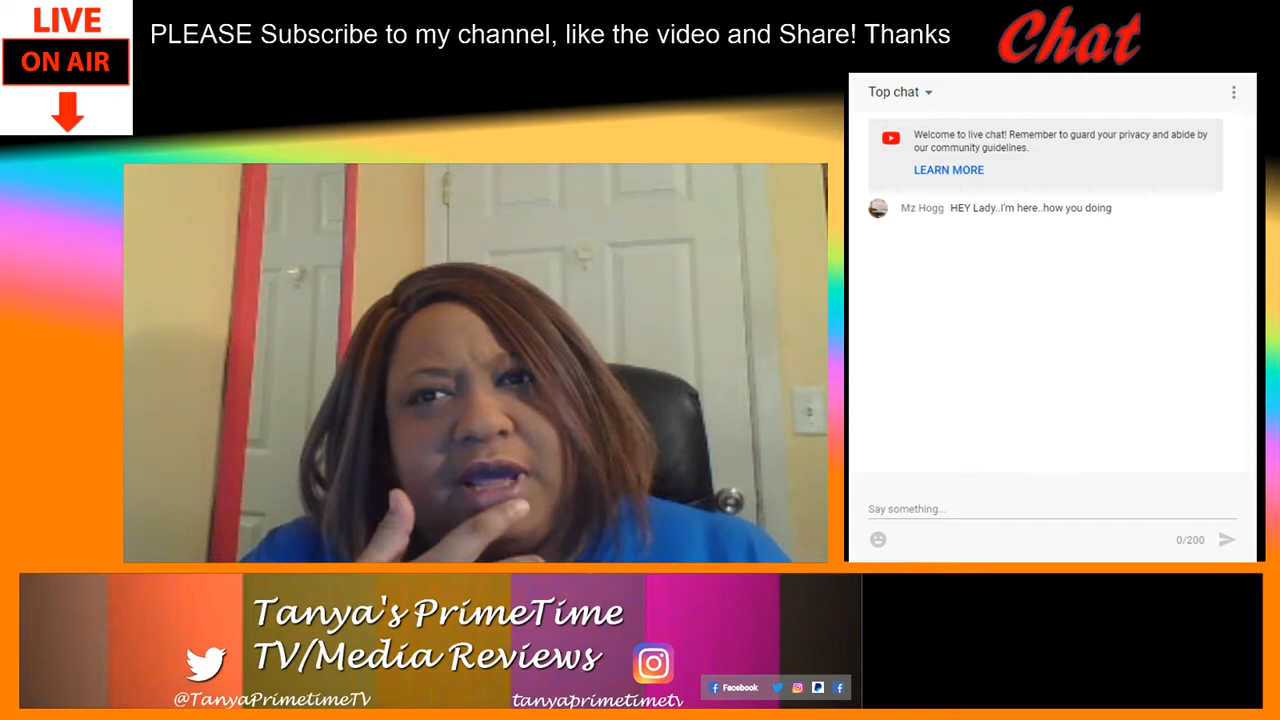 LIVE
ON AIR
PLEASE Subscribe to my channel, like the video and Share! Thanks
Chat
Top chat
Welcome to live chat! Remember to guard your privacy and abide by
our community guidelines.
LEARN MORE
Mz Hogg HEY Lady..I'm here..how you doing
Say something...
0/200
Tanya's PrimeTime
TV/Media Reviews
@TanyaPrimetimeTV
tanyaprimetimetv
Facebook